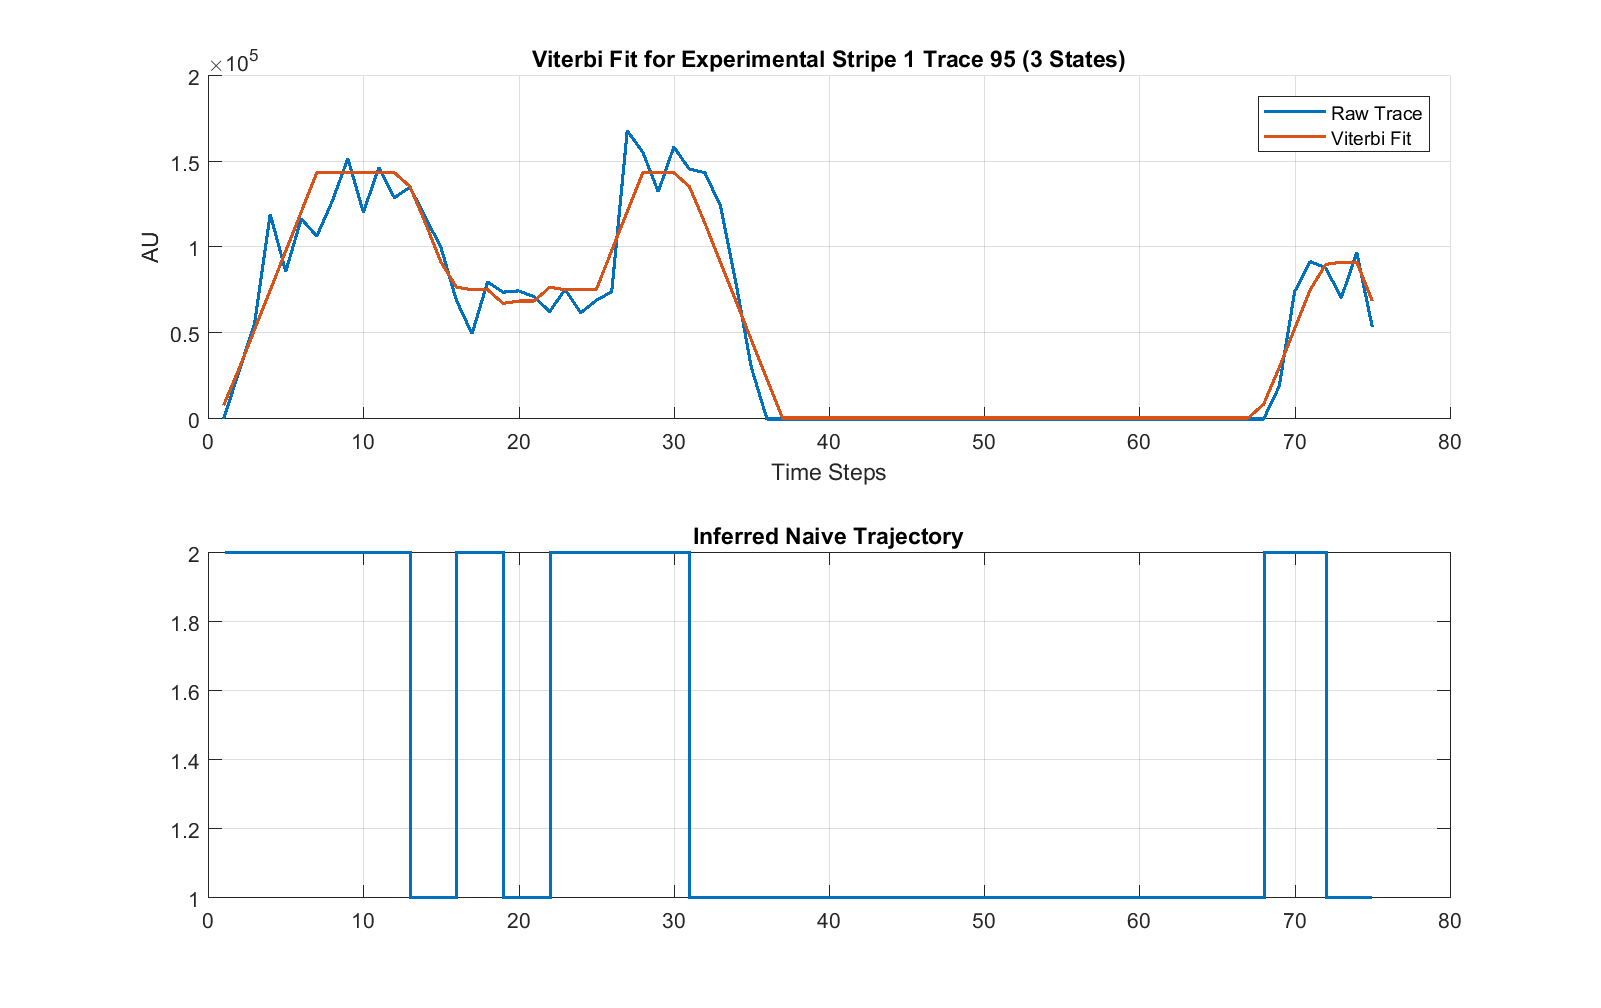 Viterbi Fit for Experimental Stripe 1 Trace 95 (3 States)
×10⁵
2
1.5
1
0.5
0
AU
Raw Trace
Viterbi Fit
0 10 20 30 40 50 60 70 80
Time Steps
Inferred Naive Trajectory
2
1.8
1.6
1.4
1.2
1
0 10 20 30 40 50 60 70 80